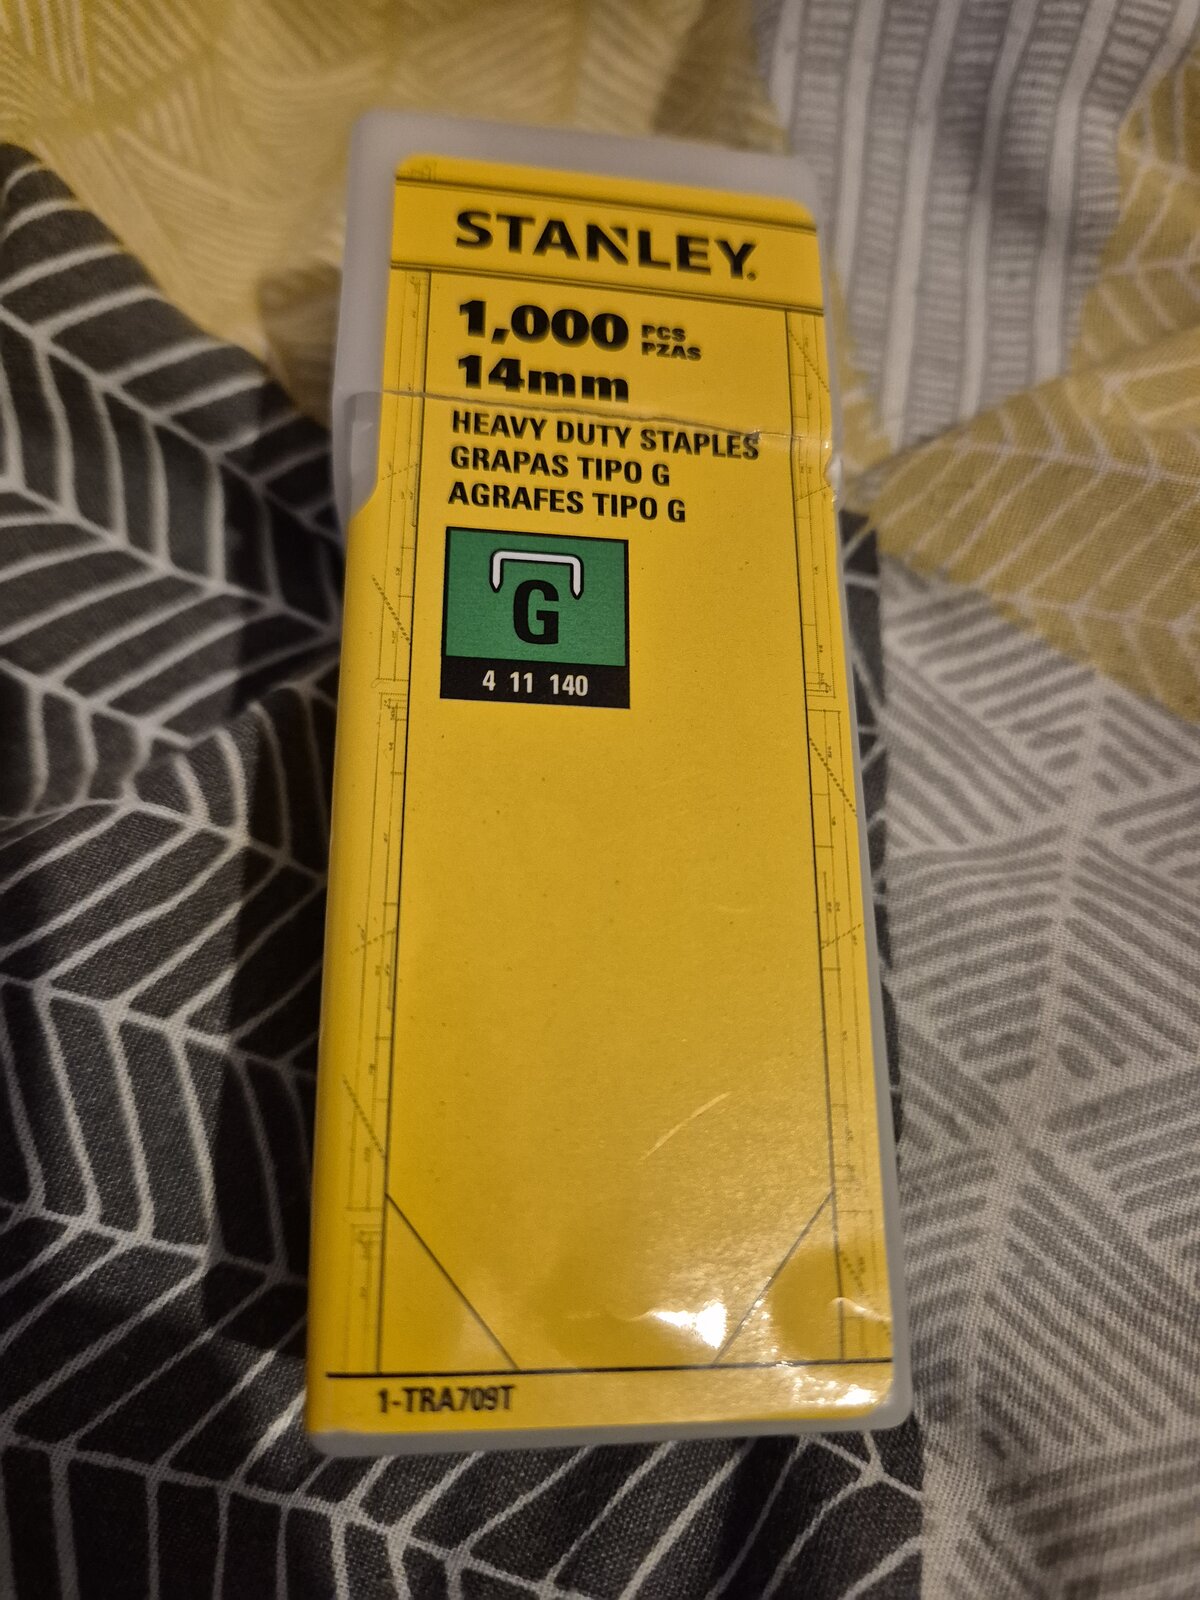 STANLEY
1,000 PCS PZAS
14mm
HEAVY DUTY STAPLES
GRAPAS TIPO G
AGRAFES TIPO G
G
4 11 140
1-TRA709T